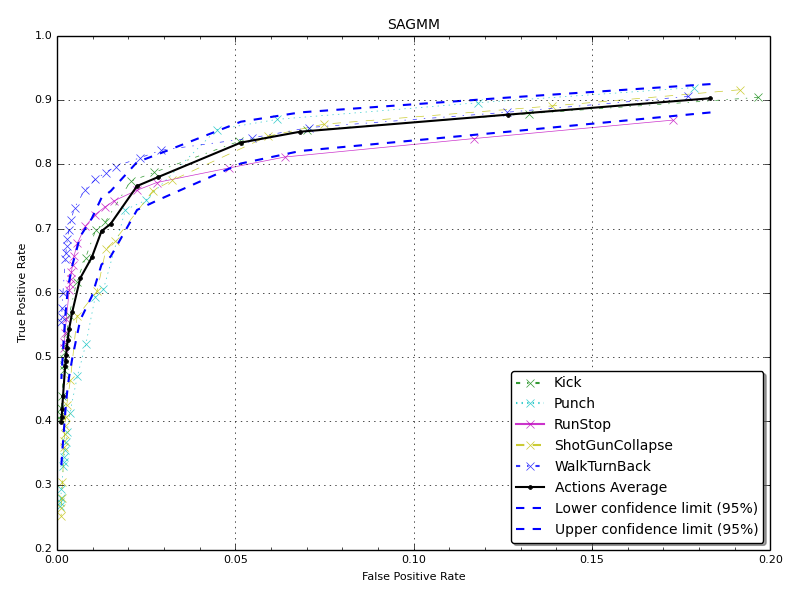 SAGMM
1.0
0.9
0.8
0.7
0.6
0.5
0.4
0.3
0.2
True Positive Rate
Kick
Punch
RunStop
ShotGunCollapse
WalkTurnBack
Actions Average
Lower confidence limit (95%)
Upper confidence limit (95%)
0.00 0.05 0.10 0.15 0.20
False Positive Rate